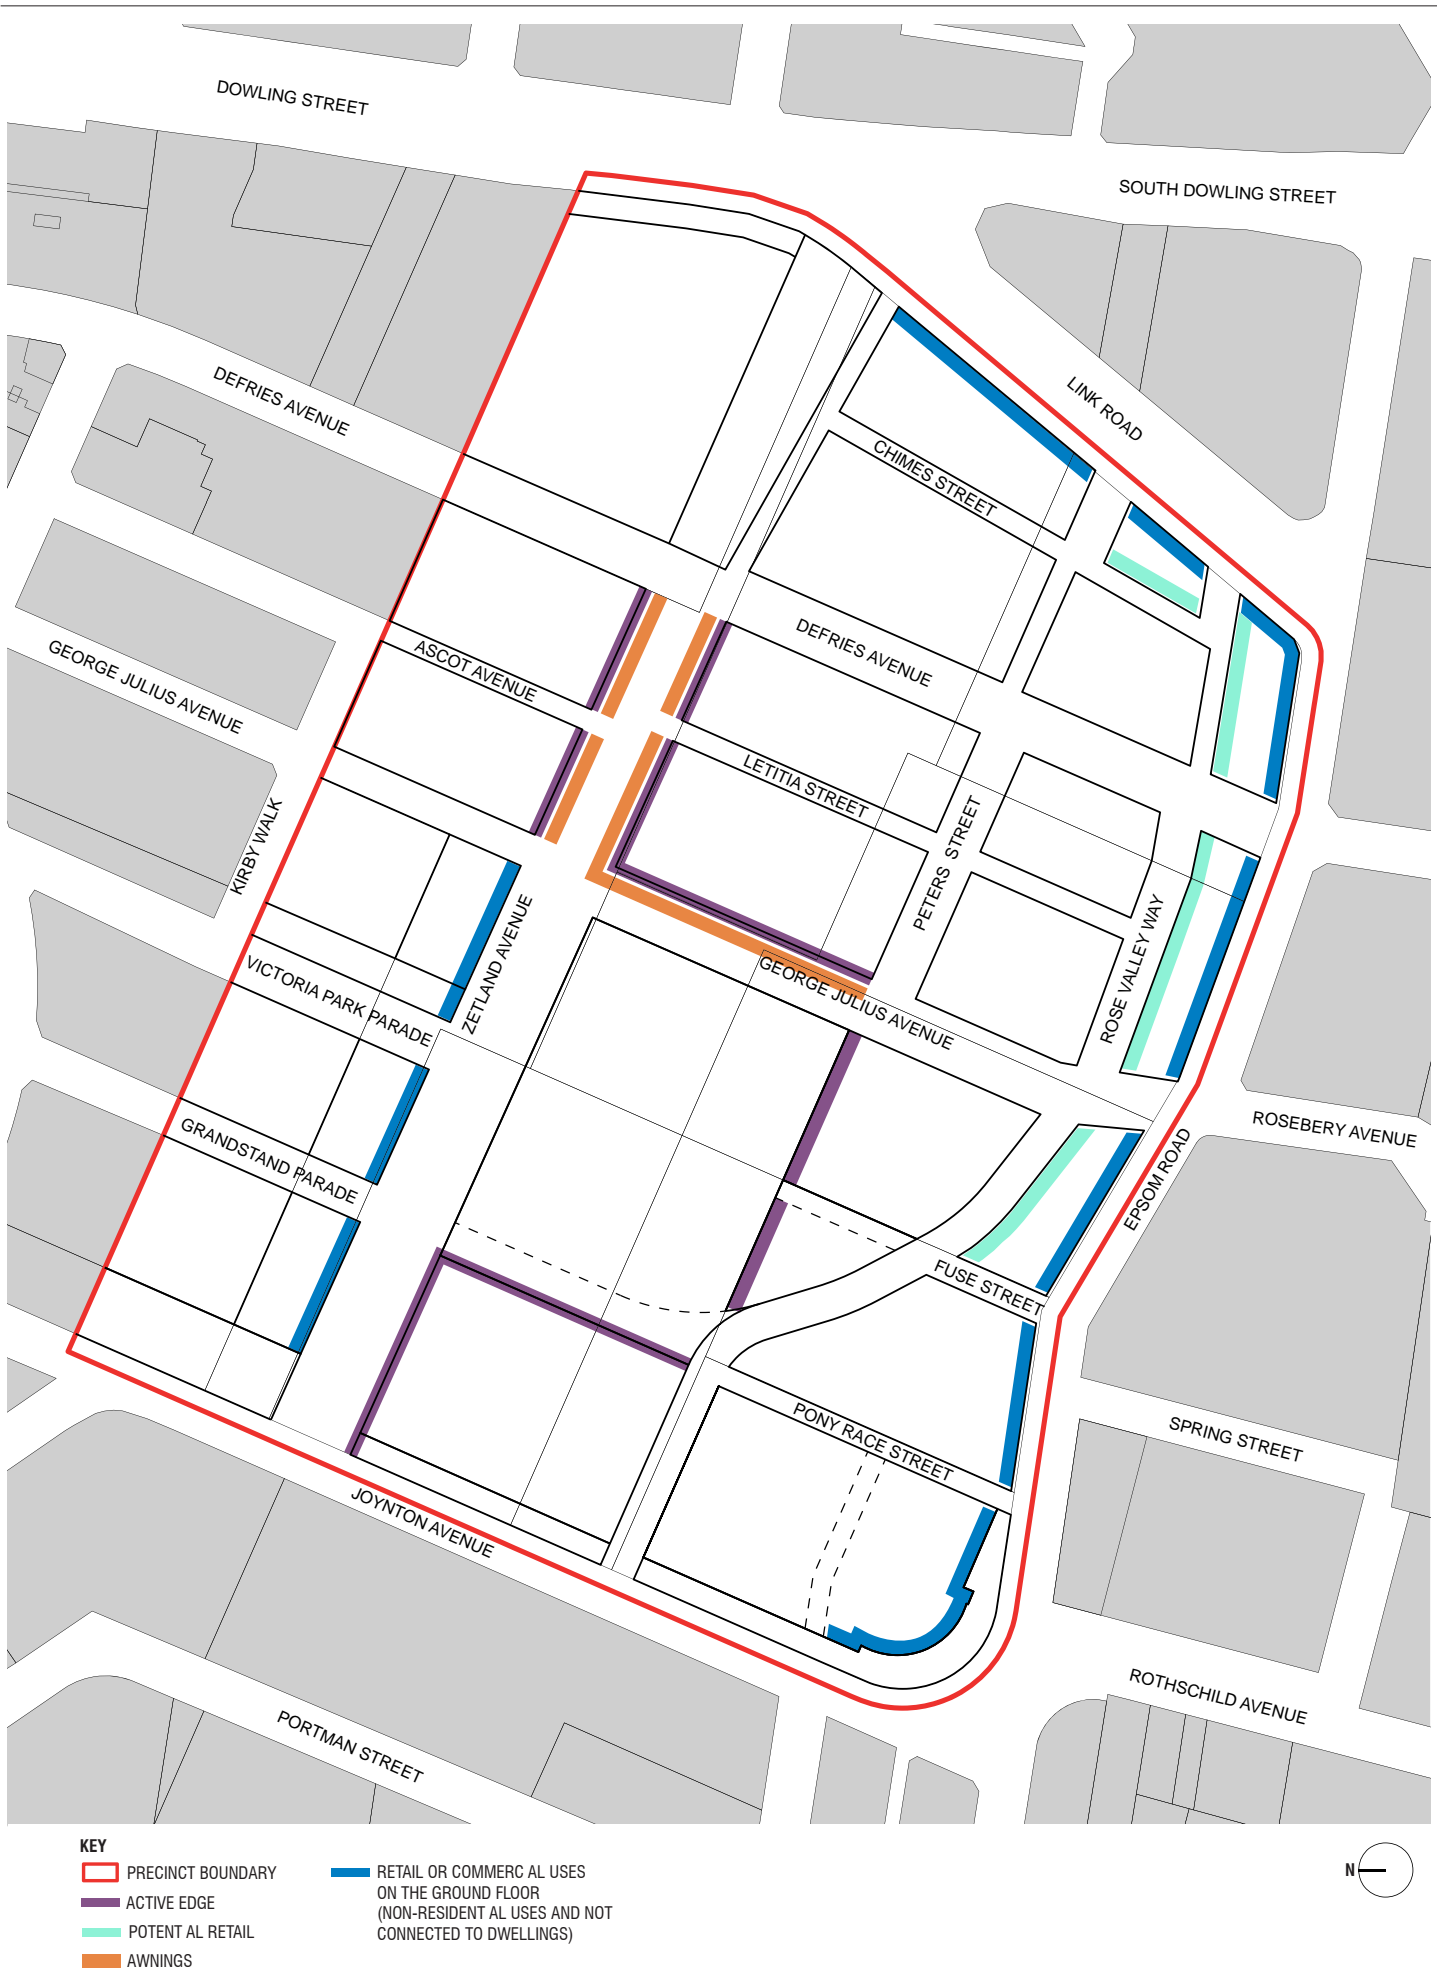 DOWLING STREET
SOUTH DOWLING STREET
LINK ROAD
DEFRIES AVENUE
CHIMES STREET
DEFRIES AVENUE
ASCOT AVENUE
GEORGE JULIUS AVENUE
LETITIA STREET
KIRBY WALK
PETERS STREET
ZETLAND AVENUE
ROSE VALLEY WAY
VICTORIA PARK PARADE
GEORGE JULIUS AVENUE
ROSEBERY AVENUE
GRANDSTAND PARADE
EPSOM ROAD
FUSE STREET
PONY RACE STREET
SPRING STREET
JOYNTON AVENUE
ROTHSCHILD AVENUE
PORTMAN STREET
KEY
PRECINCT BOUNDARY
ACTIVE EDGE
POTENT AL RETAIL
AWNINGS
RETAIL OR COMMERC AL USES
ON THE GROUND FLOOR
(NON-RESIDENT AL USES AND NOT
CONNECTED TO DWELLINGS)
N